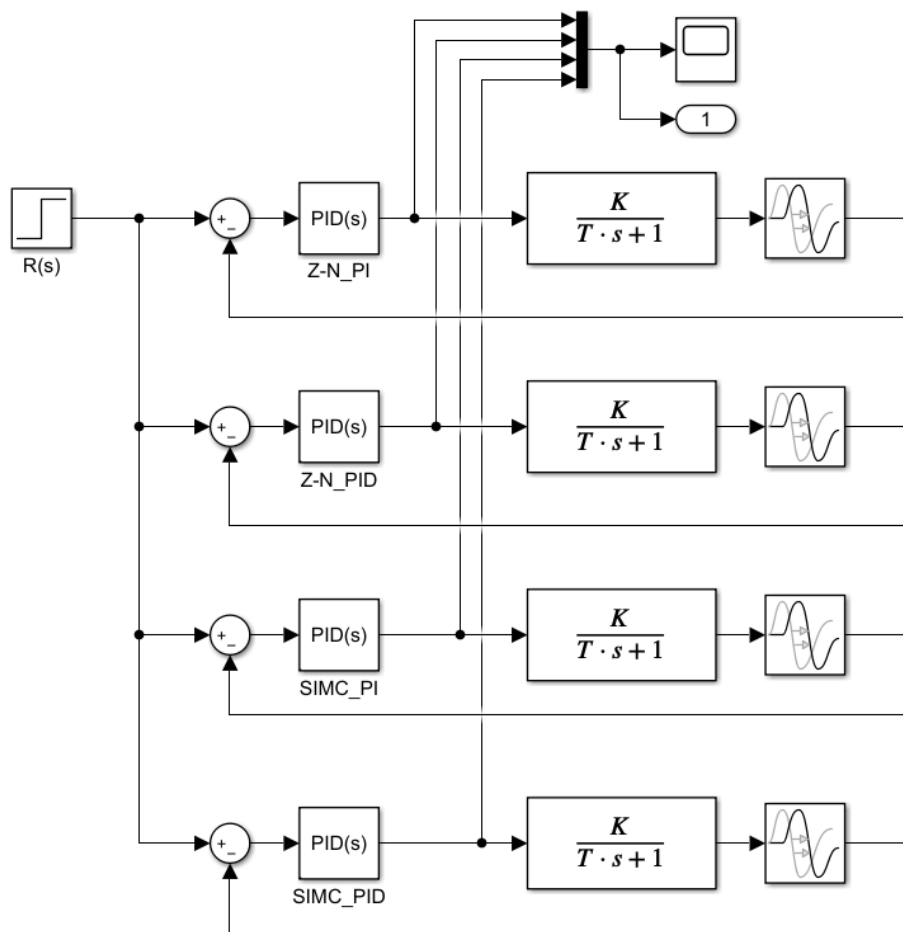 1
R(s)
+
−
PID(s)
Z-N_PI
K
T · s + 1
+
−
PID(s)
Z-N_PID
K
T · s + 1
+
−
PID(s)
SIMC_PI
K
T · s + 1
+
−
PID(s)
SIMC_PID
K
T · s + 1